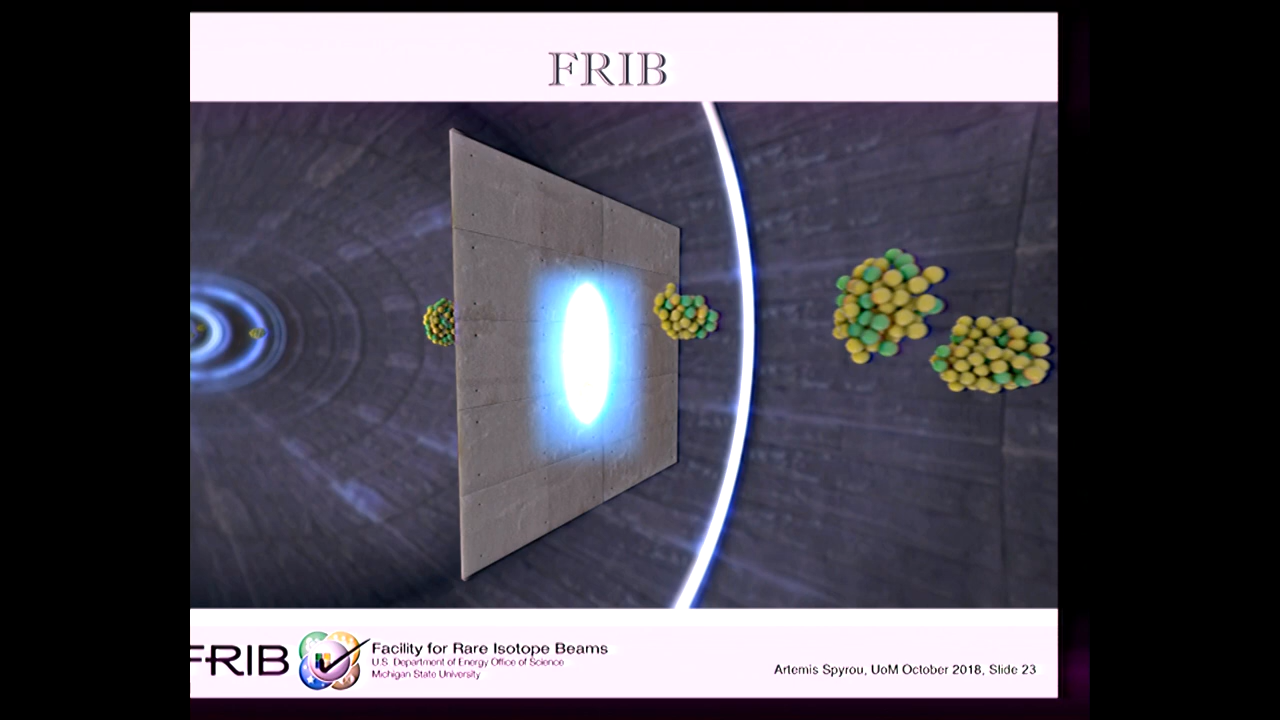 FRIB
FRIB
Facility for Rare Isotope Beams
U.S. Department of Energy Office of Science
Michigan State University
Artemis Spyrou, UoM October 2018, Slide 23